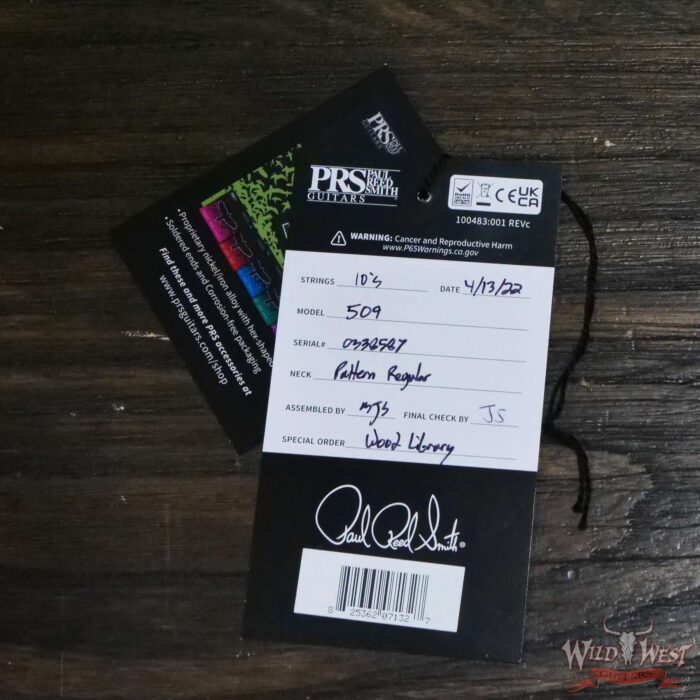 PRS PAUL REED SMITH
GUITARS
RoHS CE UK CA
100483:001 REVc
WARNING: Cancer and Reproductive Harm
www.P65Warnings.ca.gov
STRINGS 10's DATE 4/13/22
MODEL 509
SERIAL# 0338587
NECK Pattern Regular
ASSEMBLED BY MJS FINAL CHECK BY JS
SPECIAL ORDER Wood Library
Paul Reed Smith®
8 25362 07132 7
PRS
GUITARS
• Proprietary nickel/iron alloy with hex-shaped
• Soldered ends and Corrosion-free packaging
Find these and more PRS accessories at
www.prsguitars.com/shop
WILD WEST
GUITARS